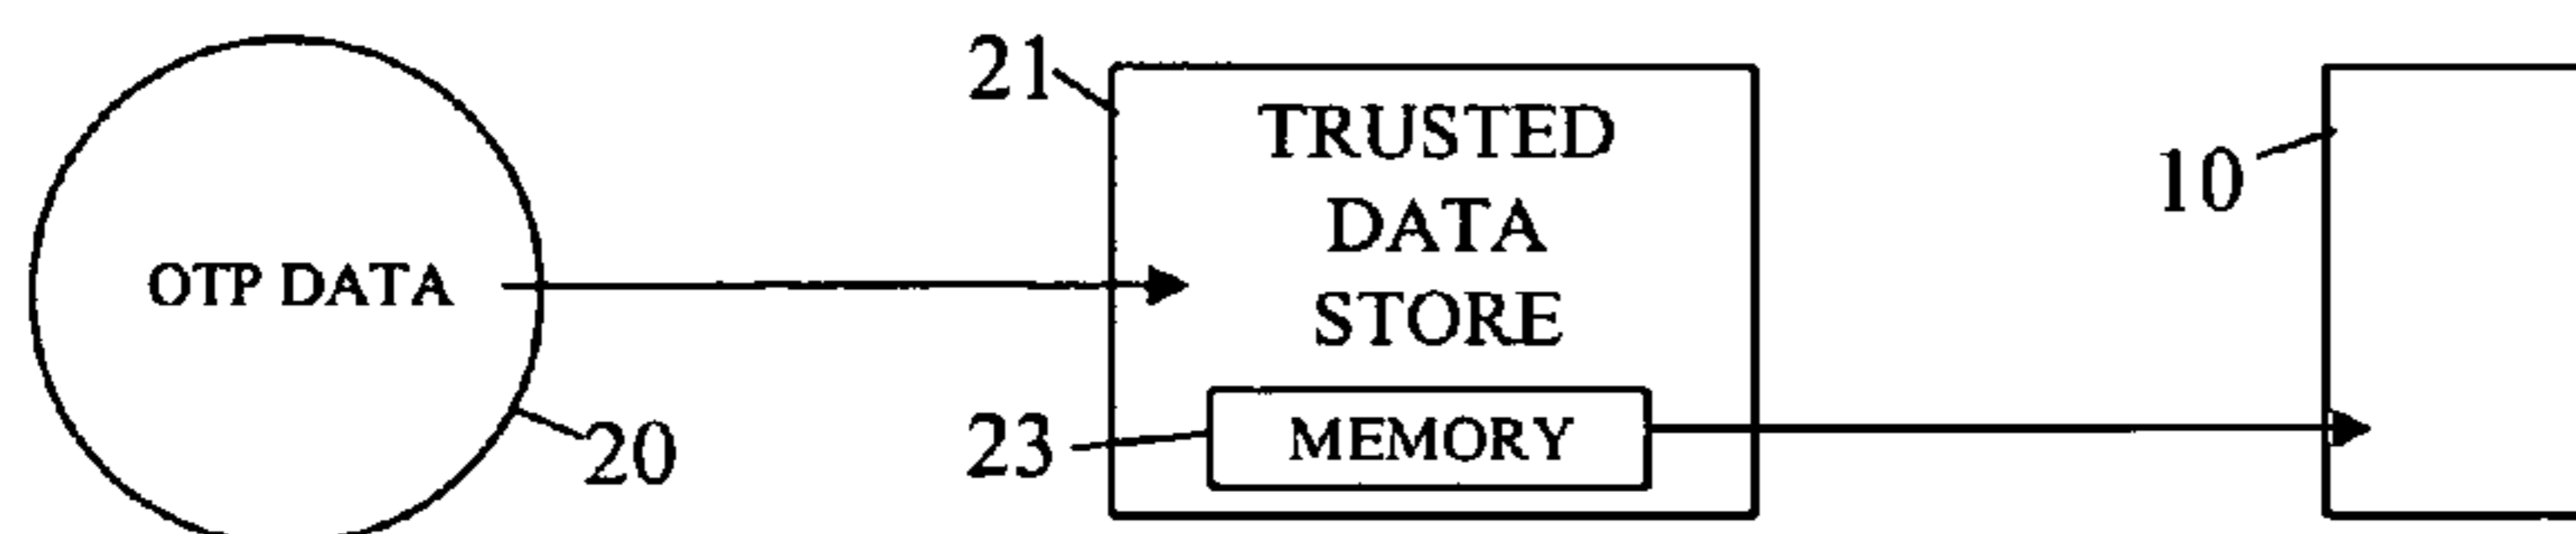 21
TRUSTED
DATA
STORE
10
OTP DATA
20
23
MEMORY